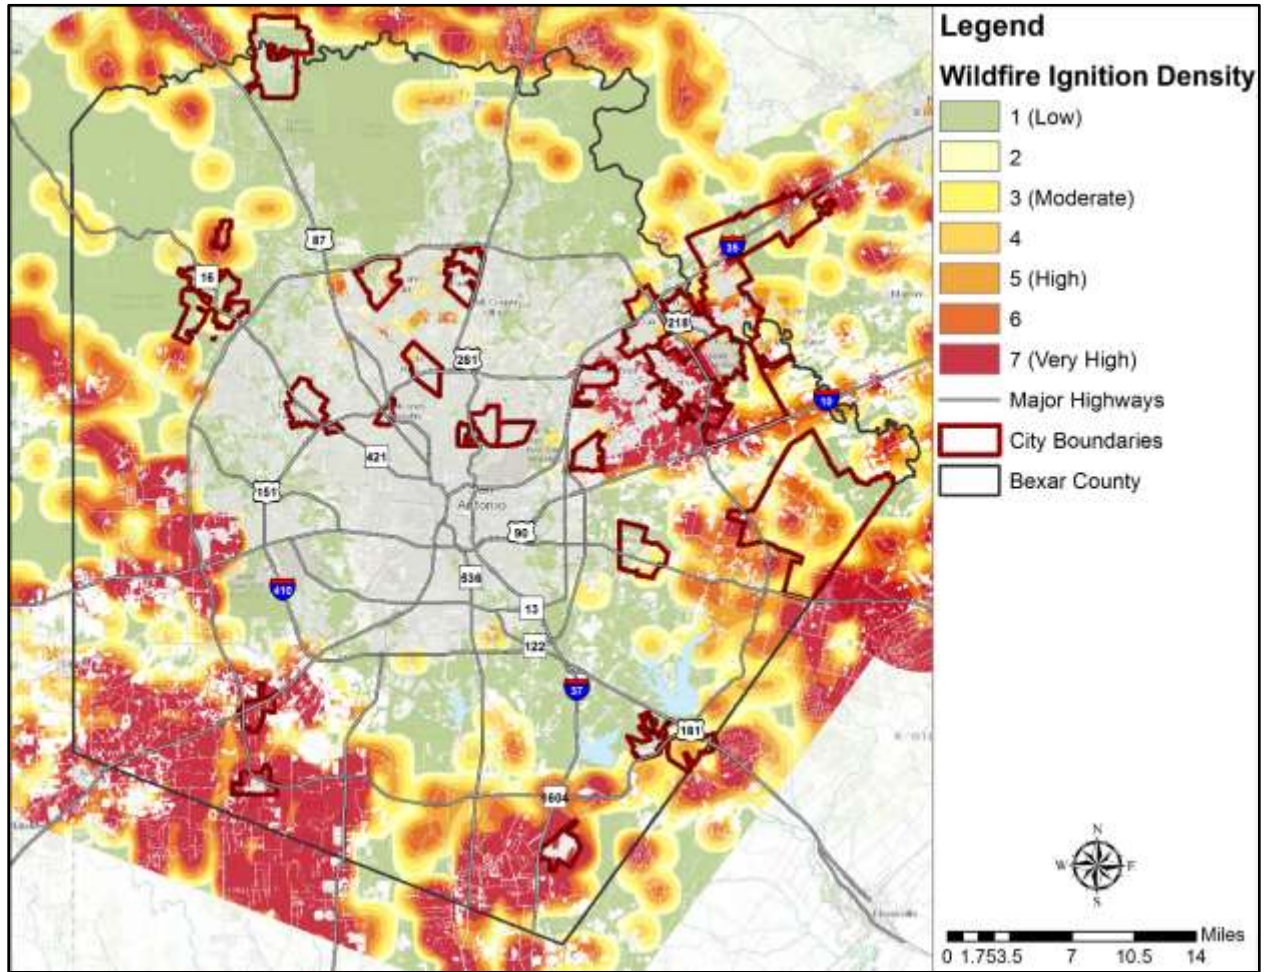 Legend
Wildfire Ignition Density
1 (Low)
2
3 (Moderate)
4
5 (High)
6
7 (Very High)
Major Highways
City Boundaries
Bexar County
87
35
16
218
281
10
421
151
Antonio
90
410
536
13
122
37
181
1604
N
W
E
S
Miles
0 1.753.5 7 10.5 14